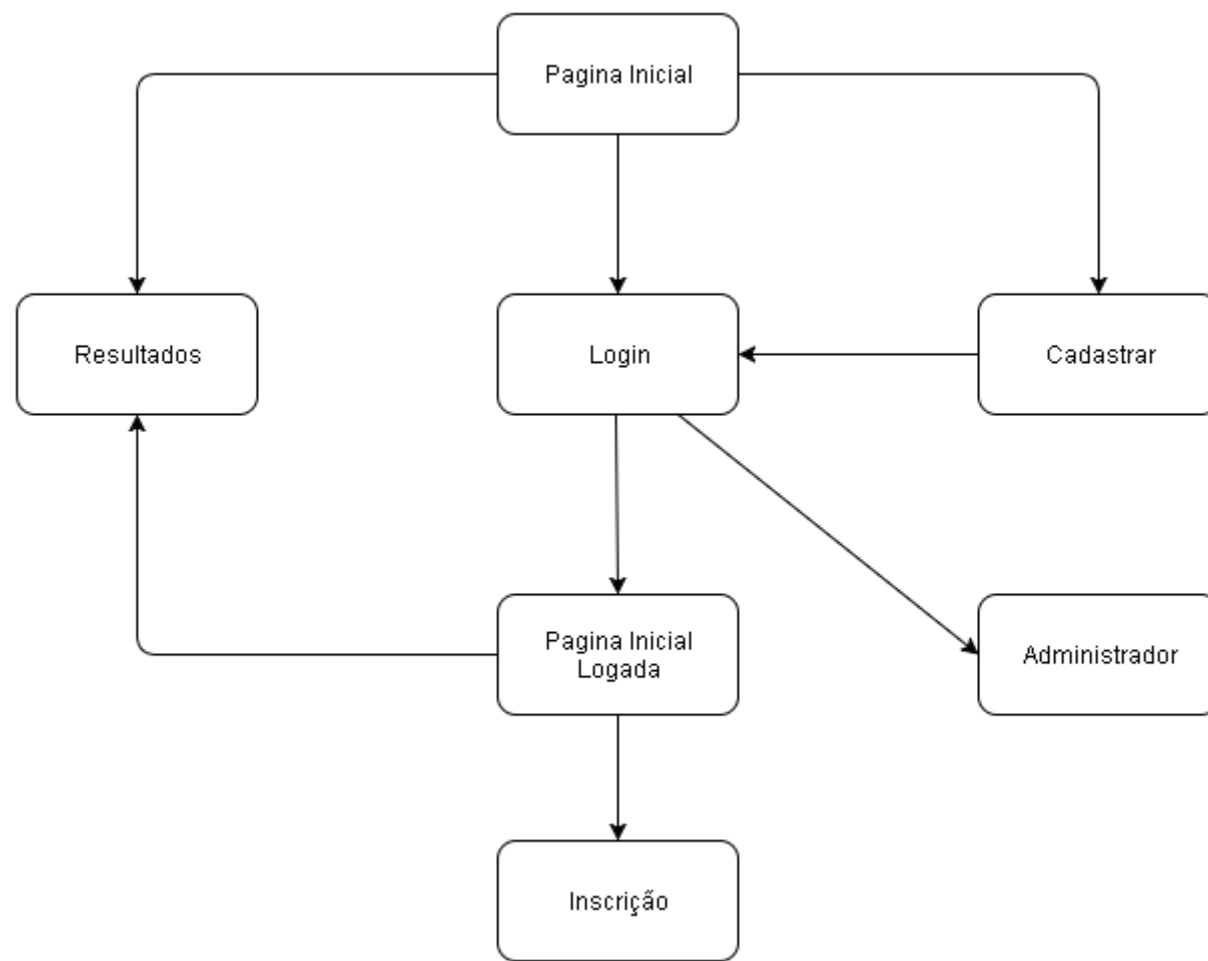 Pagina Inicial
Resultados
Login
Cadastrar
Pagina Inicial
Logada
Administrador
Inscrição